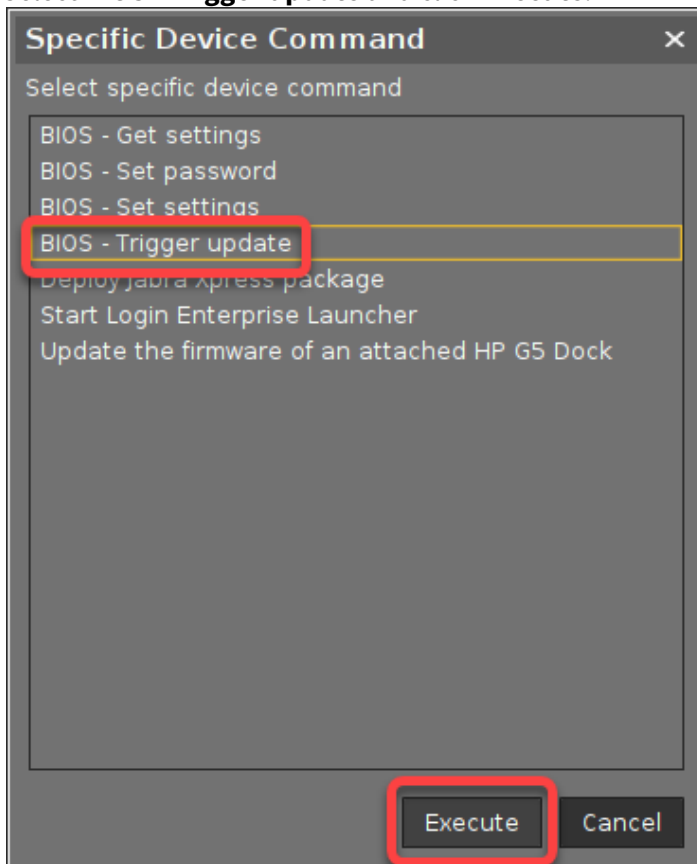 Specific Device Command ×
Select specific device command
BIOS - Get settings
BIOS - Set password
BIOS - Set settings
BIOS - Trigger update
Deploy Jabra Xpress package
Start Login Enterprise Launcher
Update the firmware of an attached HP G5 Dock
Execute Cancel